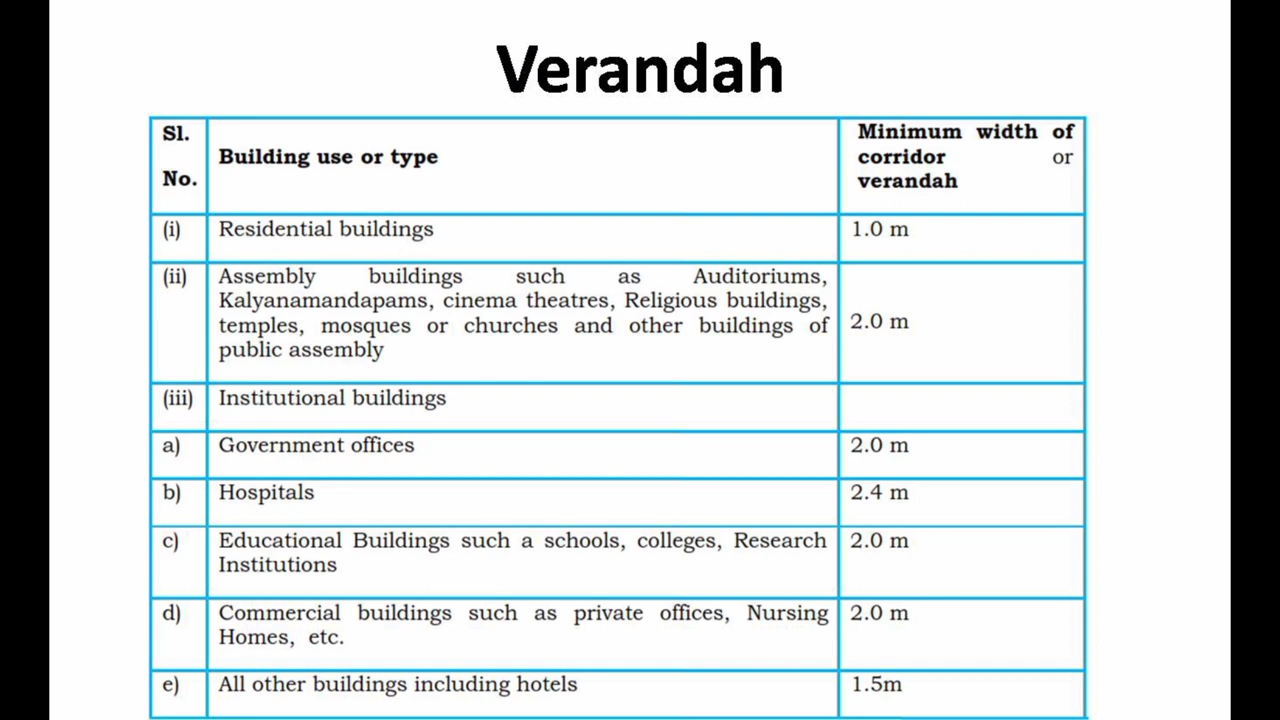 Verandah
Sl.
No.
Building use or type
Minimum width of
corridor or
verandah
(i) Residential buildings 1.0 m
(ii) Assembly buildings such as Auditoriums,
Kalyanamandapams, cinema theatres, Religious buildings,
temples, mosques or churches and other buildings of
public assembly
2.0 m
(iii) Institutional buildings
a) Government offices 2.0 m
b) Hospitals 2.4 m
c) Educational Buildings such a schools, colleges, Research 2.0 m
Institutions
d) Commercial buildings such as private offices, Nursing 2.0 m
Homes, etc.
e) All other buildings including hotels 1.5m